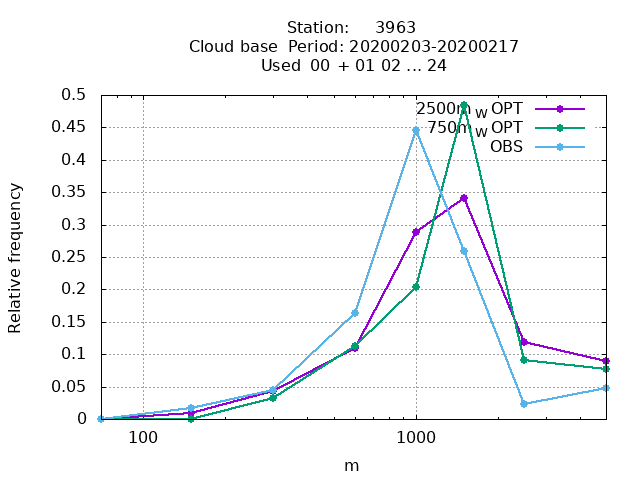 Station: 3963
Cloud base Period: 20200203-20200217
Used 00 + 01 02 ... 24
2500m W OPT
750m W OPT
OBS
0.5
0.45
0.4
0.35
0.3
0.25
0.2
0.15
0.1
0.05
0
Relative frequency
100 1000
m